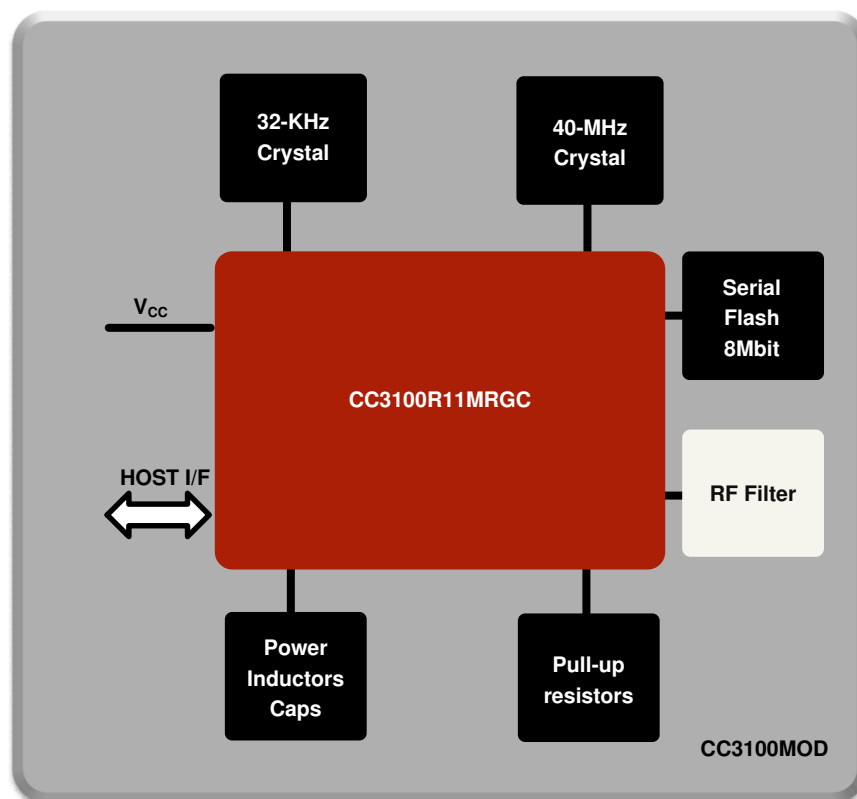 32-KHz
Crystal
40-MHz
Crystal
VCC
Serial
Flash
8Mbit
CC3100R11MRGC
HOST I/F
RF Filter
Power
Inductors
Caps
Pull-up
resistors
CC3100MOD